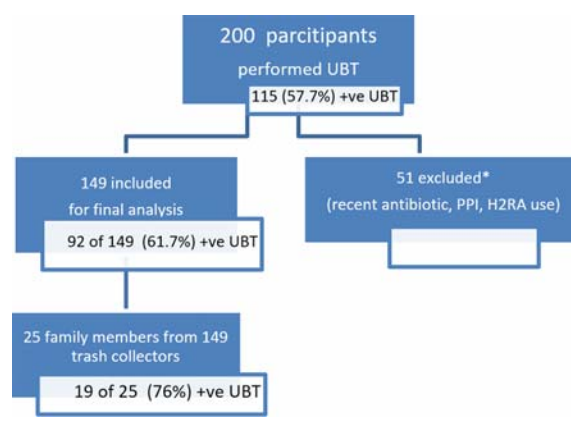 200 parcitipants
performed UBT
115 (57.7%) +ve UBT
149 included
for final analysis
92 of 149 (61.7%) +ve UBT
51 excluded*
(recent antibiotic, PPI, H2RA use)
25 family members from 149
trash collectors
19 of 25 (76%) +ve UBT